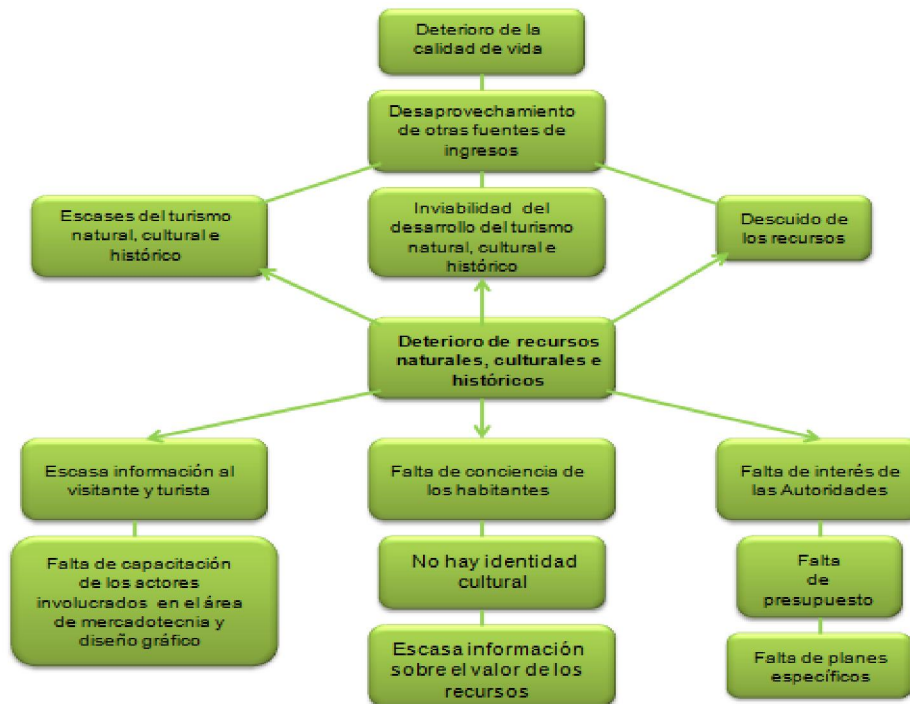 Deterioro de la
calidad de vida
Desaprovechamiento
de otras fuentes de
ingresos
Escases del turismo
natural, cultural e
histórico
Inviabilidad del
desarrollo del turismo
natural, cultural e
histórico
Descuido de
los recursos
Deterioro de recursos
naturales, culturales e
históricos
Escasa información al
visitante y turista
Falta de conciencia de
los habitantes
Falta de interés de
las Autoridades
Falta de capacitación
de los actores
involucrados en el área
de mercadotecnia y
diseño gráfico
No hay identidad
cultural
Escasa información
sobre el valor de los
recursos
Falta
de
presupuesto
Falta de planes
específicos